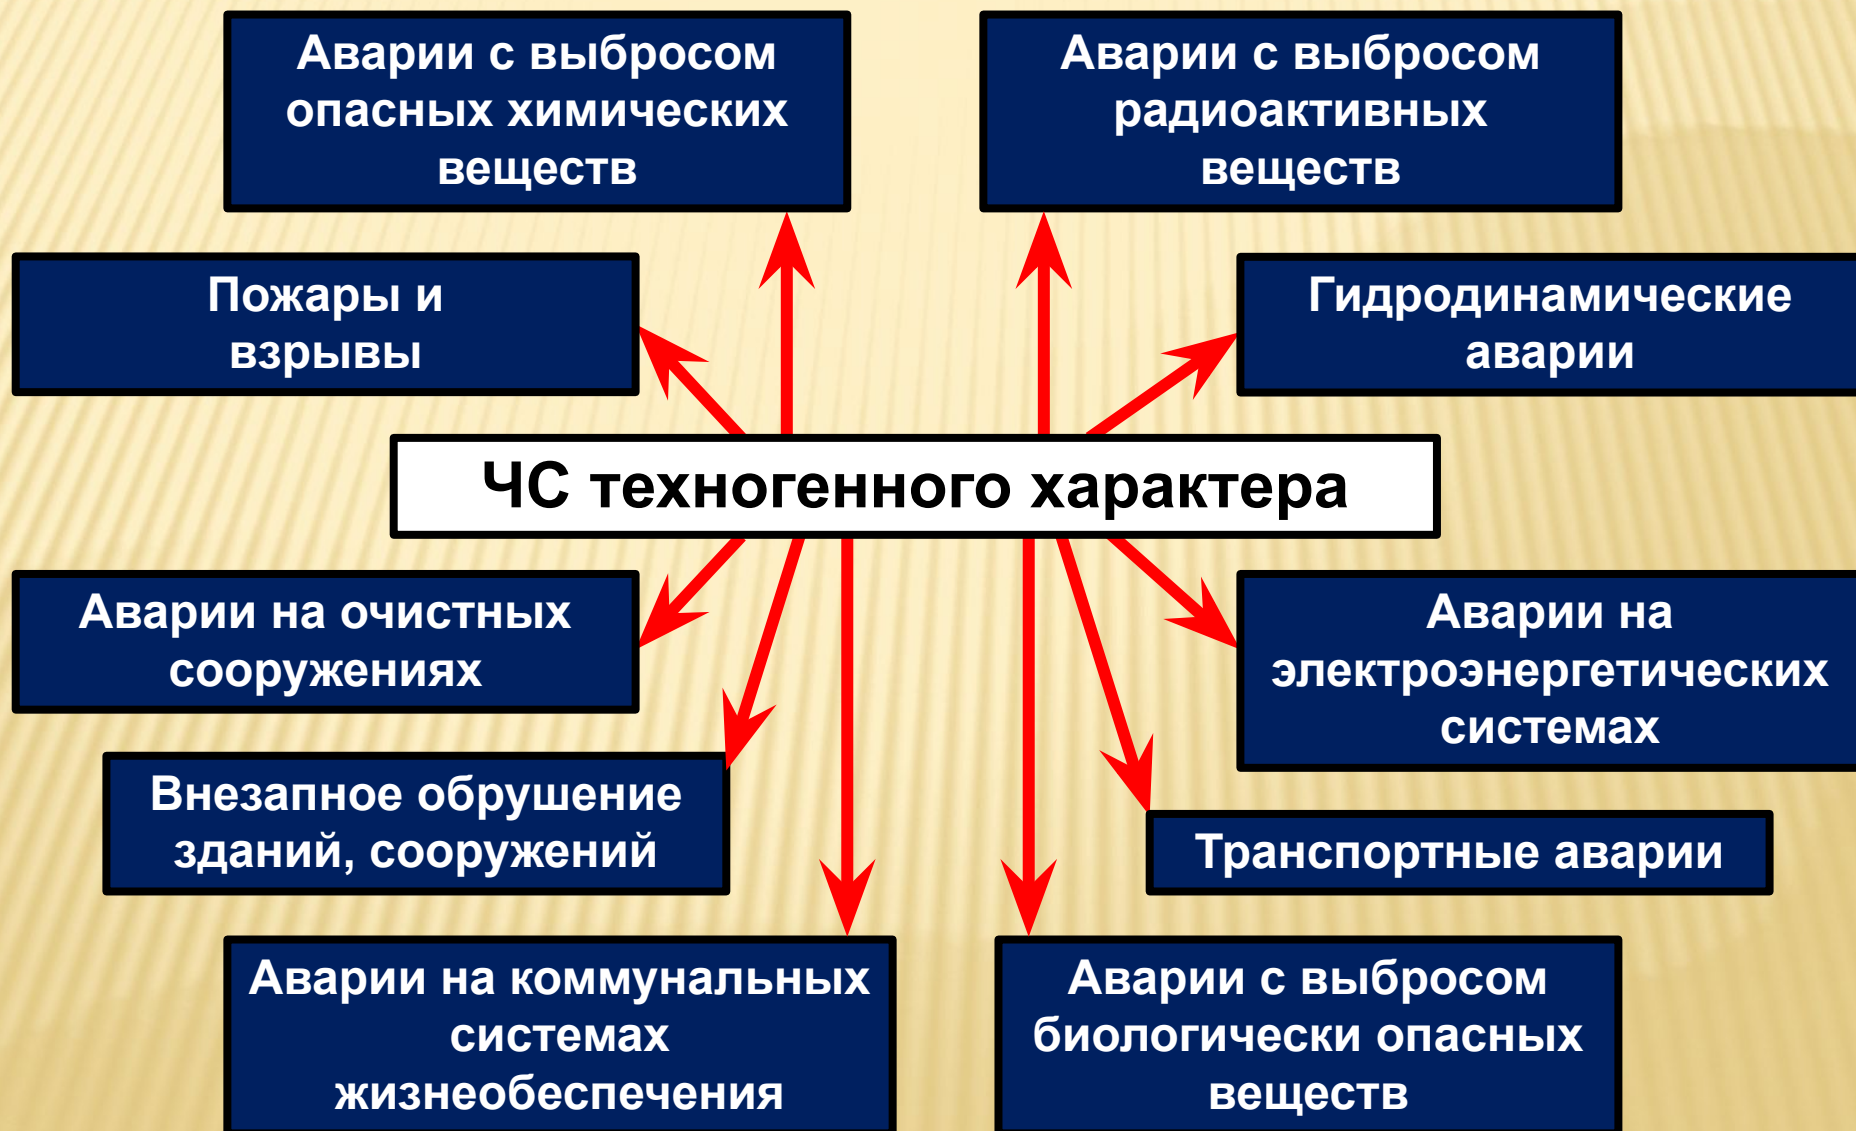 Аварии с выбросом
опасных химических
веществ
Аварии с выбросом
радиоактивных
веществ
Пожары и
взрывы
Гидродинамические
аварии
ЧС техногенного характера
Аварии на очистных
сооружениях
Аварии на
электроэнергетических
системах
Внезапное обрушение
зданий, сооружений
Транспортные аварии
Аварии на коммунальных
системах
жизнеобеспечения
Аварии с выбросом
биологически опасных
веществ